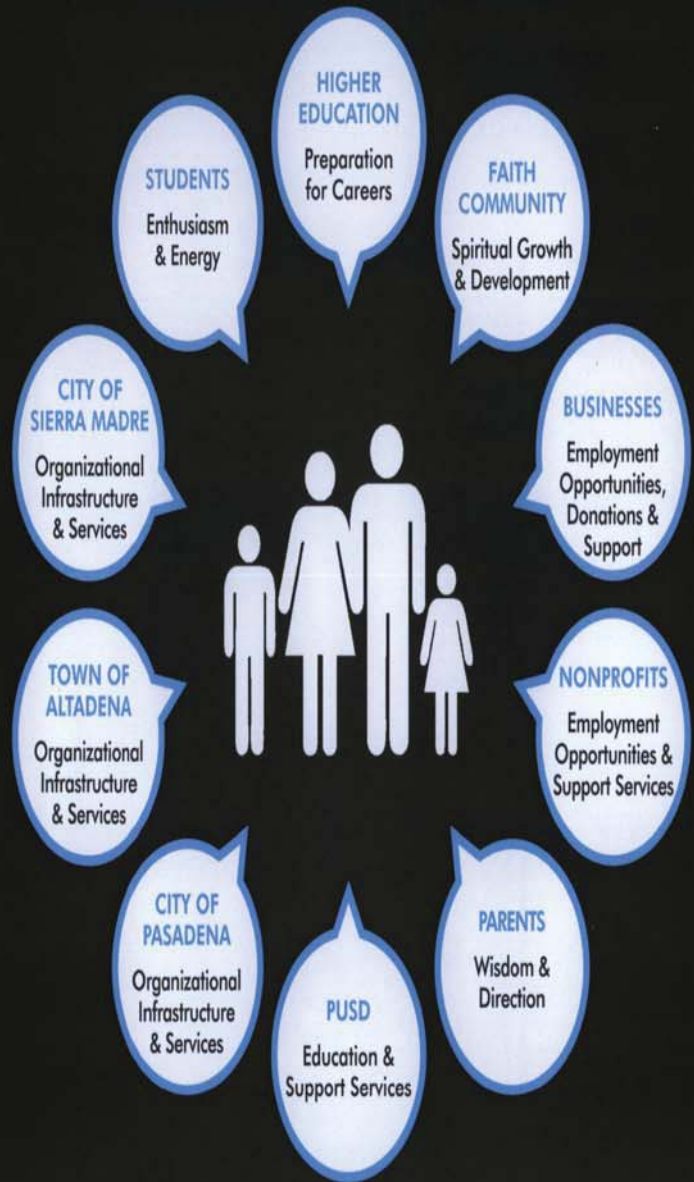 HIGHER
EDUCATION
Preparation
for Careers
FAITH
COMMUNITY
Spiritual Growth
& Development
BUSINESSES
Employment
Opportunities,
Donations &
Support
NONPROFITS
Employment
Opportunities &
Support Services
PARENTS
Wisdom &
Direction
PUSD
Education &
Support Services
CITY OF
PASADENA
Organizational
Infrastructure
& Services
TOWN OF
ALTADENA
Organizational
Infrastructure
& Services
CITY OF
SIERRA MADRE
Organizational
Infrastructure
& Services
STUDENTS
Enthusiasm
& Energy